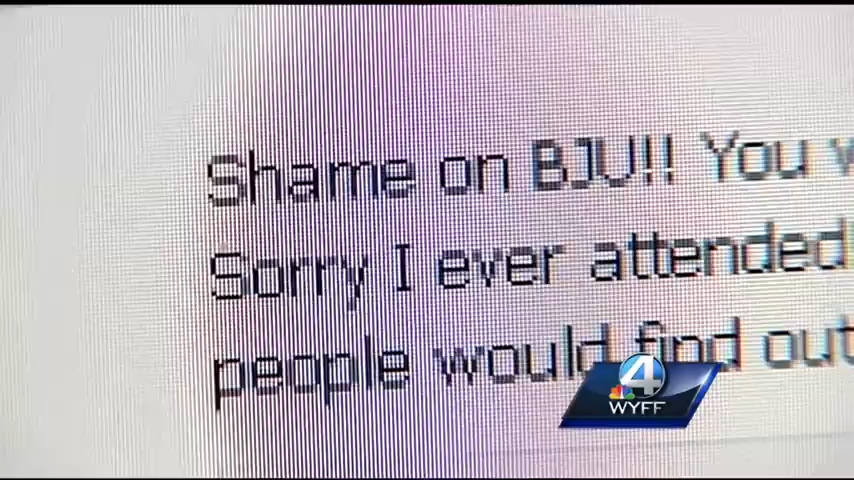 Shame on BJU!! You
Sorry I ever attended
people would find out
4
WYFF